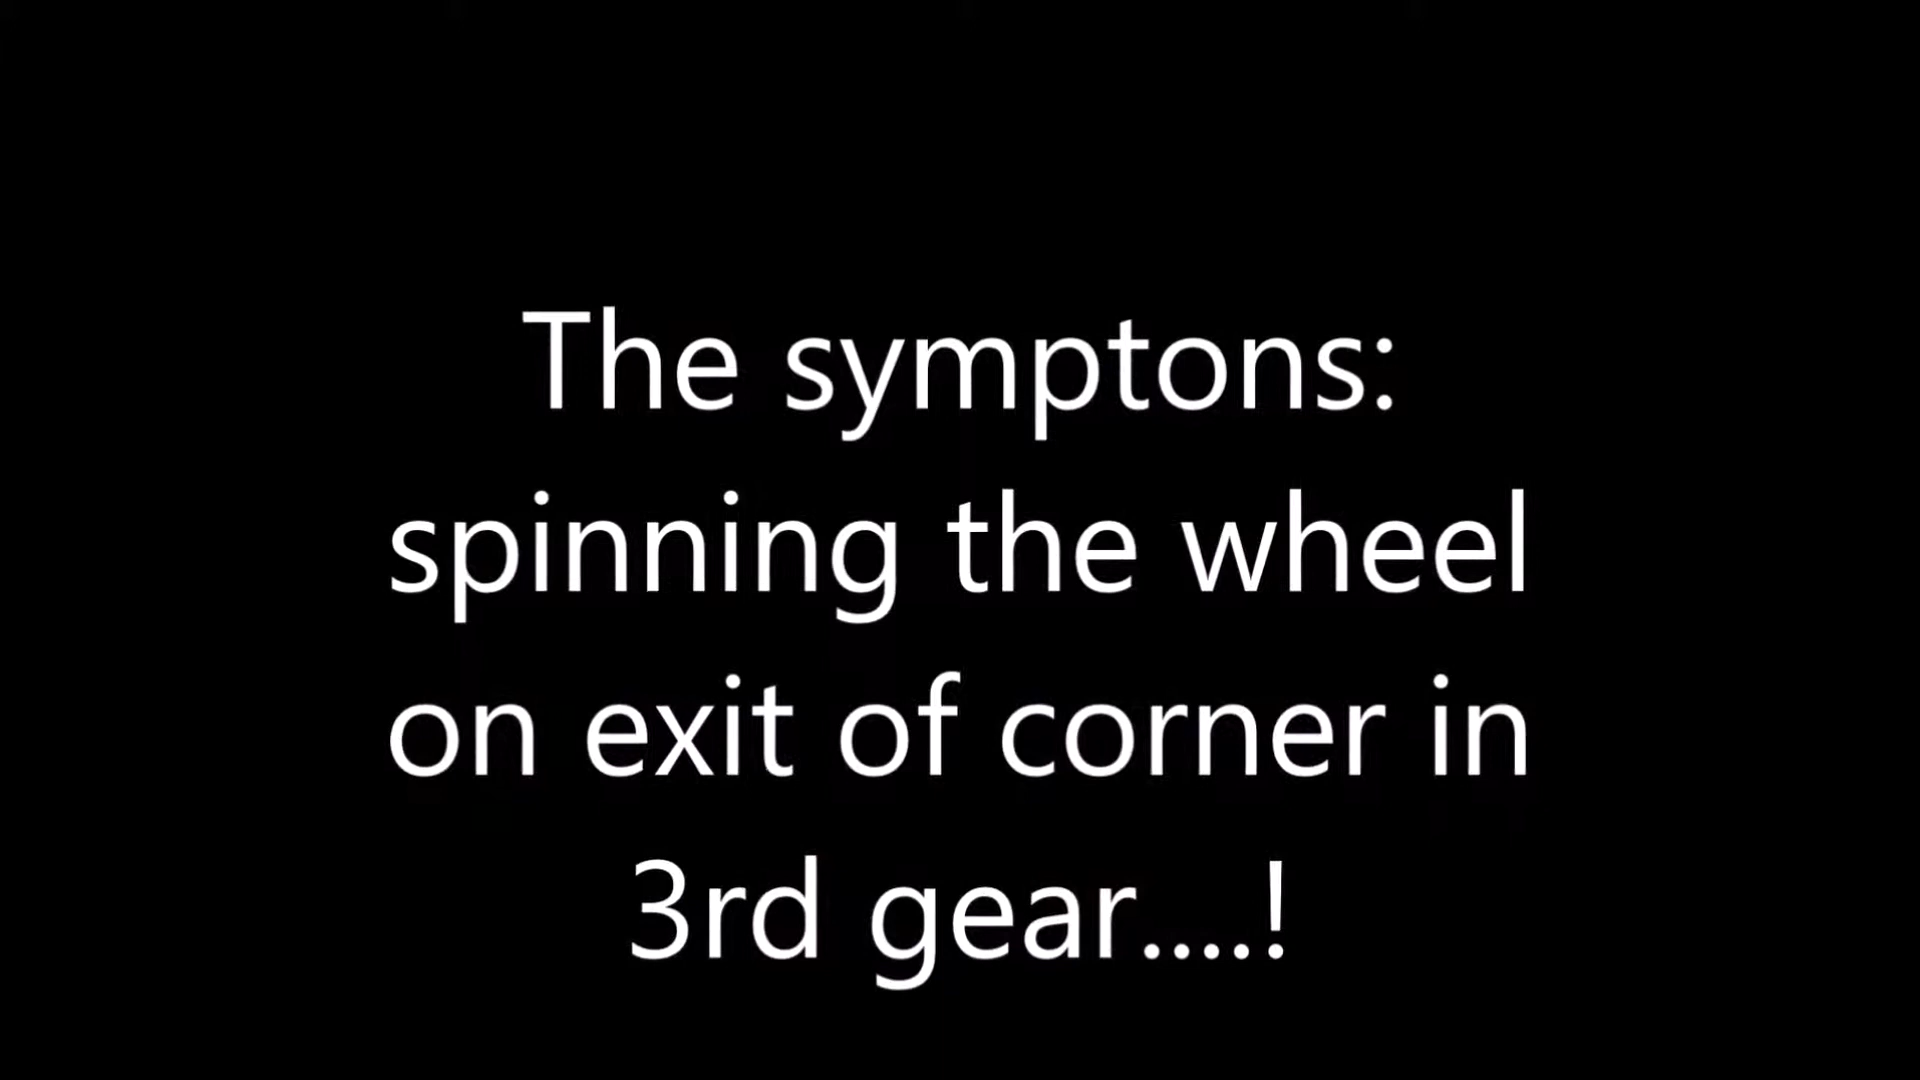 The symptons:
spinning the wheel
on exit of corner in
3rd gear....!